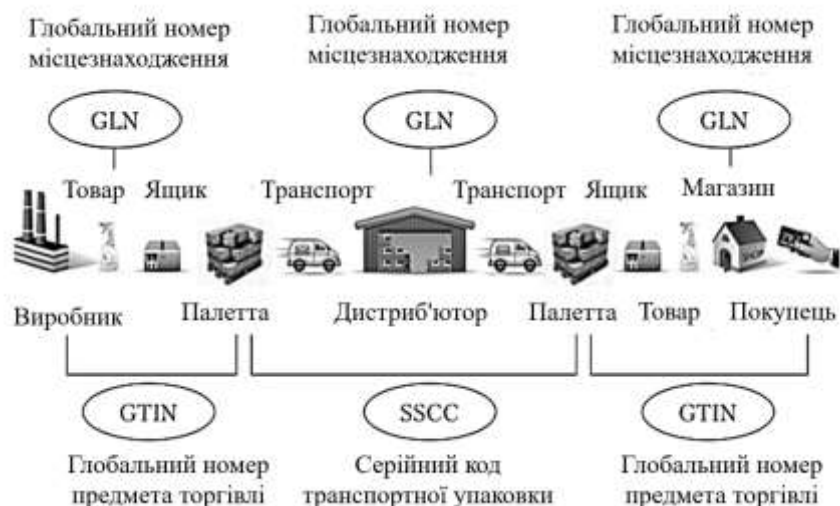 Глобальний номер Глобальний номер Глобальний номер
місцезнаходження місцезнаходження місцезнаходження
GLN GLN GLN
Товар Ящик Транспорт Транспорт Ящик Магазин
SHOP
Виробник Палетта Дистриб'ютор Палетта Товар Покупець
GTIN SSCC GTIN
Глобальний номер Серійний код Глобальний номер
предмета торгівлі транспортної упаковки предмета торгівлі